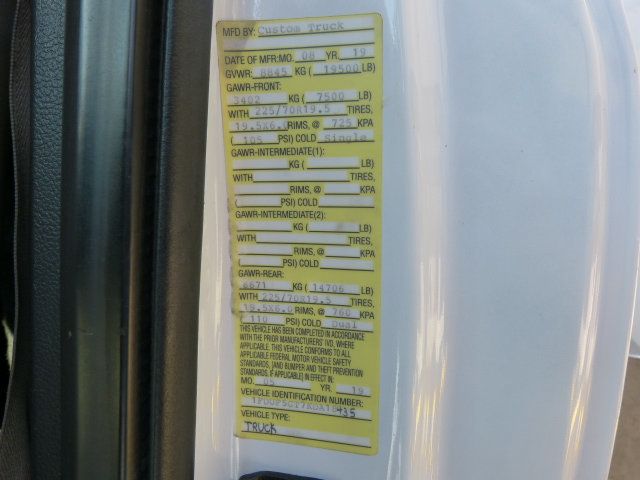 MFD BY: Custom Truck
DATE OF MFR: MO. 08 YR. 19
GVWR: 8845 KG ( 19500 LB)
GAWR-FRONT:
3402 KG ( 7500 LB)
WITH 225/70R19.5 TIRES,
19.5X6.0 RIMS, @ 725 KPA
( 105 PSI) COLD Single
GAWR-INTERMEDIATE(1):
KG ( LB)
WITH TIRES,
RIMS, @ KPA
( PSI) COLD
GAWR-INTERMEDIATE(2):
KG ( LB)
WITH TIRES,
RIMS, @ KPA
( PSI) COLD
GAWR-REAR:
6671 KG ( 14706 LB)
WITH 225/70R19.5 TIRES,
19.5X6.0 RIMS, @ 760 KPA
( 110 PSI) COLD Dual
THIS VEHICLE HAS BEEN COMPLETED IN ACCORDANCE
WITH THE PRIOR MANUFACTURERS' IVD, WHERE
APPLICABLE. THIS VEHICLE CONFORMS TO ALL
APPLICABLE FEDERAL MOTOR VEHICLE SAFETY
STANDARDS, [AND BUMPER AND THEFT PREVENTION
STANDARDS, IF APPLICABLE] IN EFFECT IN:
MO. 05 YR. 19
VEHICLE IDENTIFICATION NUMBER:
VEHICLE TYPE:
TRUCK